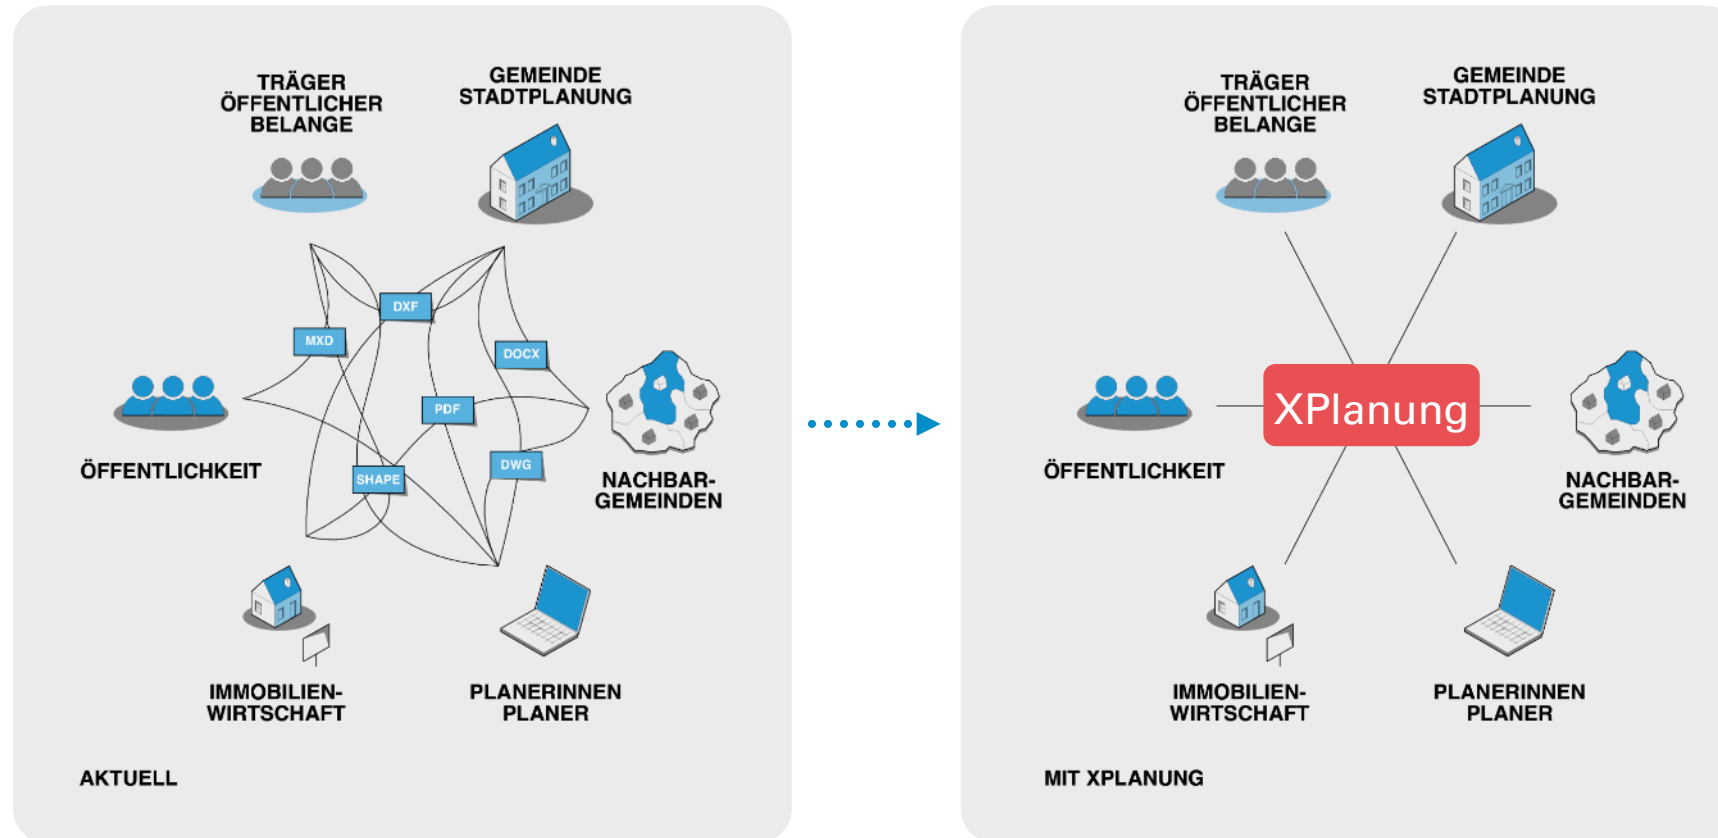 TRÄGER
ÖFFENTLICHER
BELANGE
GEMEINDE
STADTPLANUNG
DXF
MXD
DOCX
PDF
DWG
SHAPE
ÖFFENTLICHKEIT
NACHBAR-
GEMEINDEN
IMMOBILIEN-
WIRTSCHAFT
PLANERINNEN
PLANER
AKTUELL
TRÄGER
ÖFFENTLICHER
BELANGE
GEMEINDE
STADTPLANUNG
XPlanung
ÖFFENTLICHKEIT
NACHBAR-
GEMEINDEN
IMMOBILIEN-
WIRTSCHAFT
PLANERINNEN
PLANER
MIT XPLANUNG